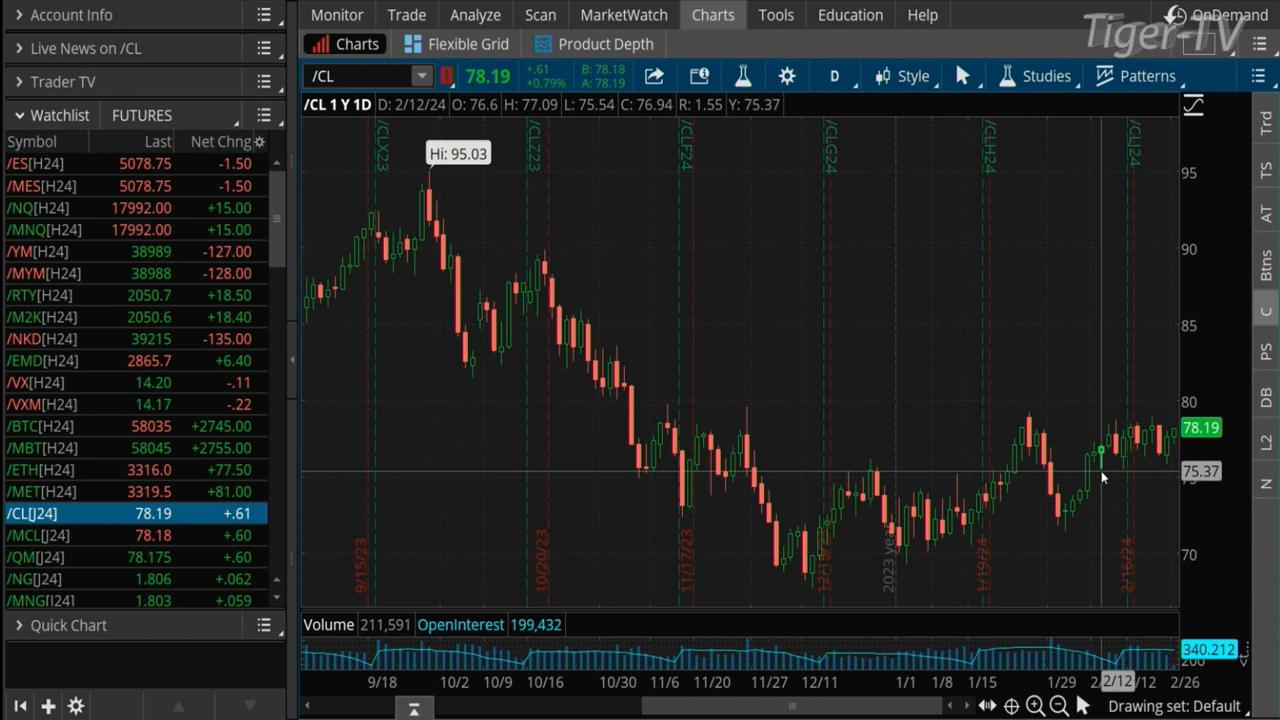 Account Info
Live News on /CL
Trader TV
Watchlist FUTURES
Symbol Last Net Chng
/ES[H24] 5078.75 -1.50
/MES[H24] 5078.75 -1.50
/NQ[H24] 17992.00 +15.00
/MNQ[H24] 17992.00 +15.00
/YM[H24] 38989 -127.00
/MYM[H24] 38988 -128.00
/RTY[H24] 2050.7 +18.50
/M2K[H24] 2050.6 +18.40
/NKD[H24] 39215 -135.00
/EMD[H24] 2865.7 +6.40
/VX[H24] 14.20 -.11
/VXM[H24] 14.17 -.22
/BTC[H24] 58035 +2745.00
/MBT[H24] 58045 +2755.00
/ETH[H24] 3316.0 +77.50
/MET[H24] 3319.5 +81.00
/CL[J24] 78.19 +.61
/MCL[J24] 78.18 +.60
/QM[J24] 78.175 +.60
/NG[J24] 1.806 +.062
/MNG[J24] 1.803 +.059
Quick Chart
Monitor Trade Analyze Scan MarketWatch Charts Tools Education Help
OnDemand
Tiger-TV
Charts Flexible Grid Product Depth
/CL 1 78.19 +.61 +0.79% B: 78.18 A: 78.19 D Style Studies Patterns
/CL 1 Y 1D D: 2/12/24 O: 76.6 H: 77.09 L: 75.54 C: 76.94 R: 1.55 Y: 75.37
/CLX23 /CLZ23 /CLF24 /CLG24 /CLH24 /CLJ24
Hi: 95.03
95
90
85
80
78.19
75.37
70
9/15/23 10/20/23 11/17/23 2023 year 1/19/24 2/16/24
Volume 211,591 OpenInterest 199,432
340.212
200
9/18 10/2 10/9 10/16 10/30 11/6 11/20 11/27 12/11 1/1 1/8 1/15 1/29 2/12 2/26
Drawing set: Default
Trd
TS
AT
Btns
C
PS
DB
L2
N